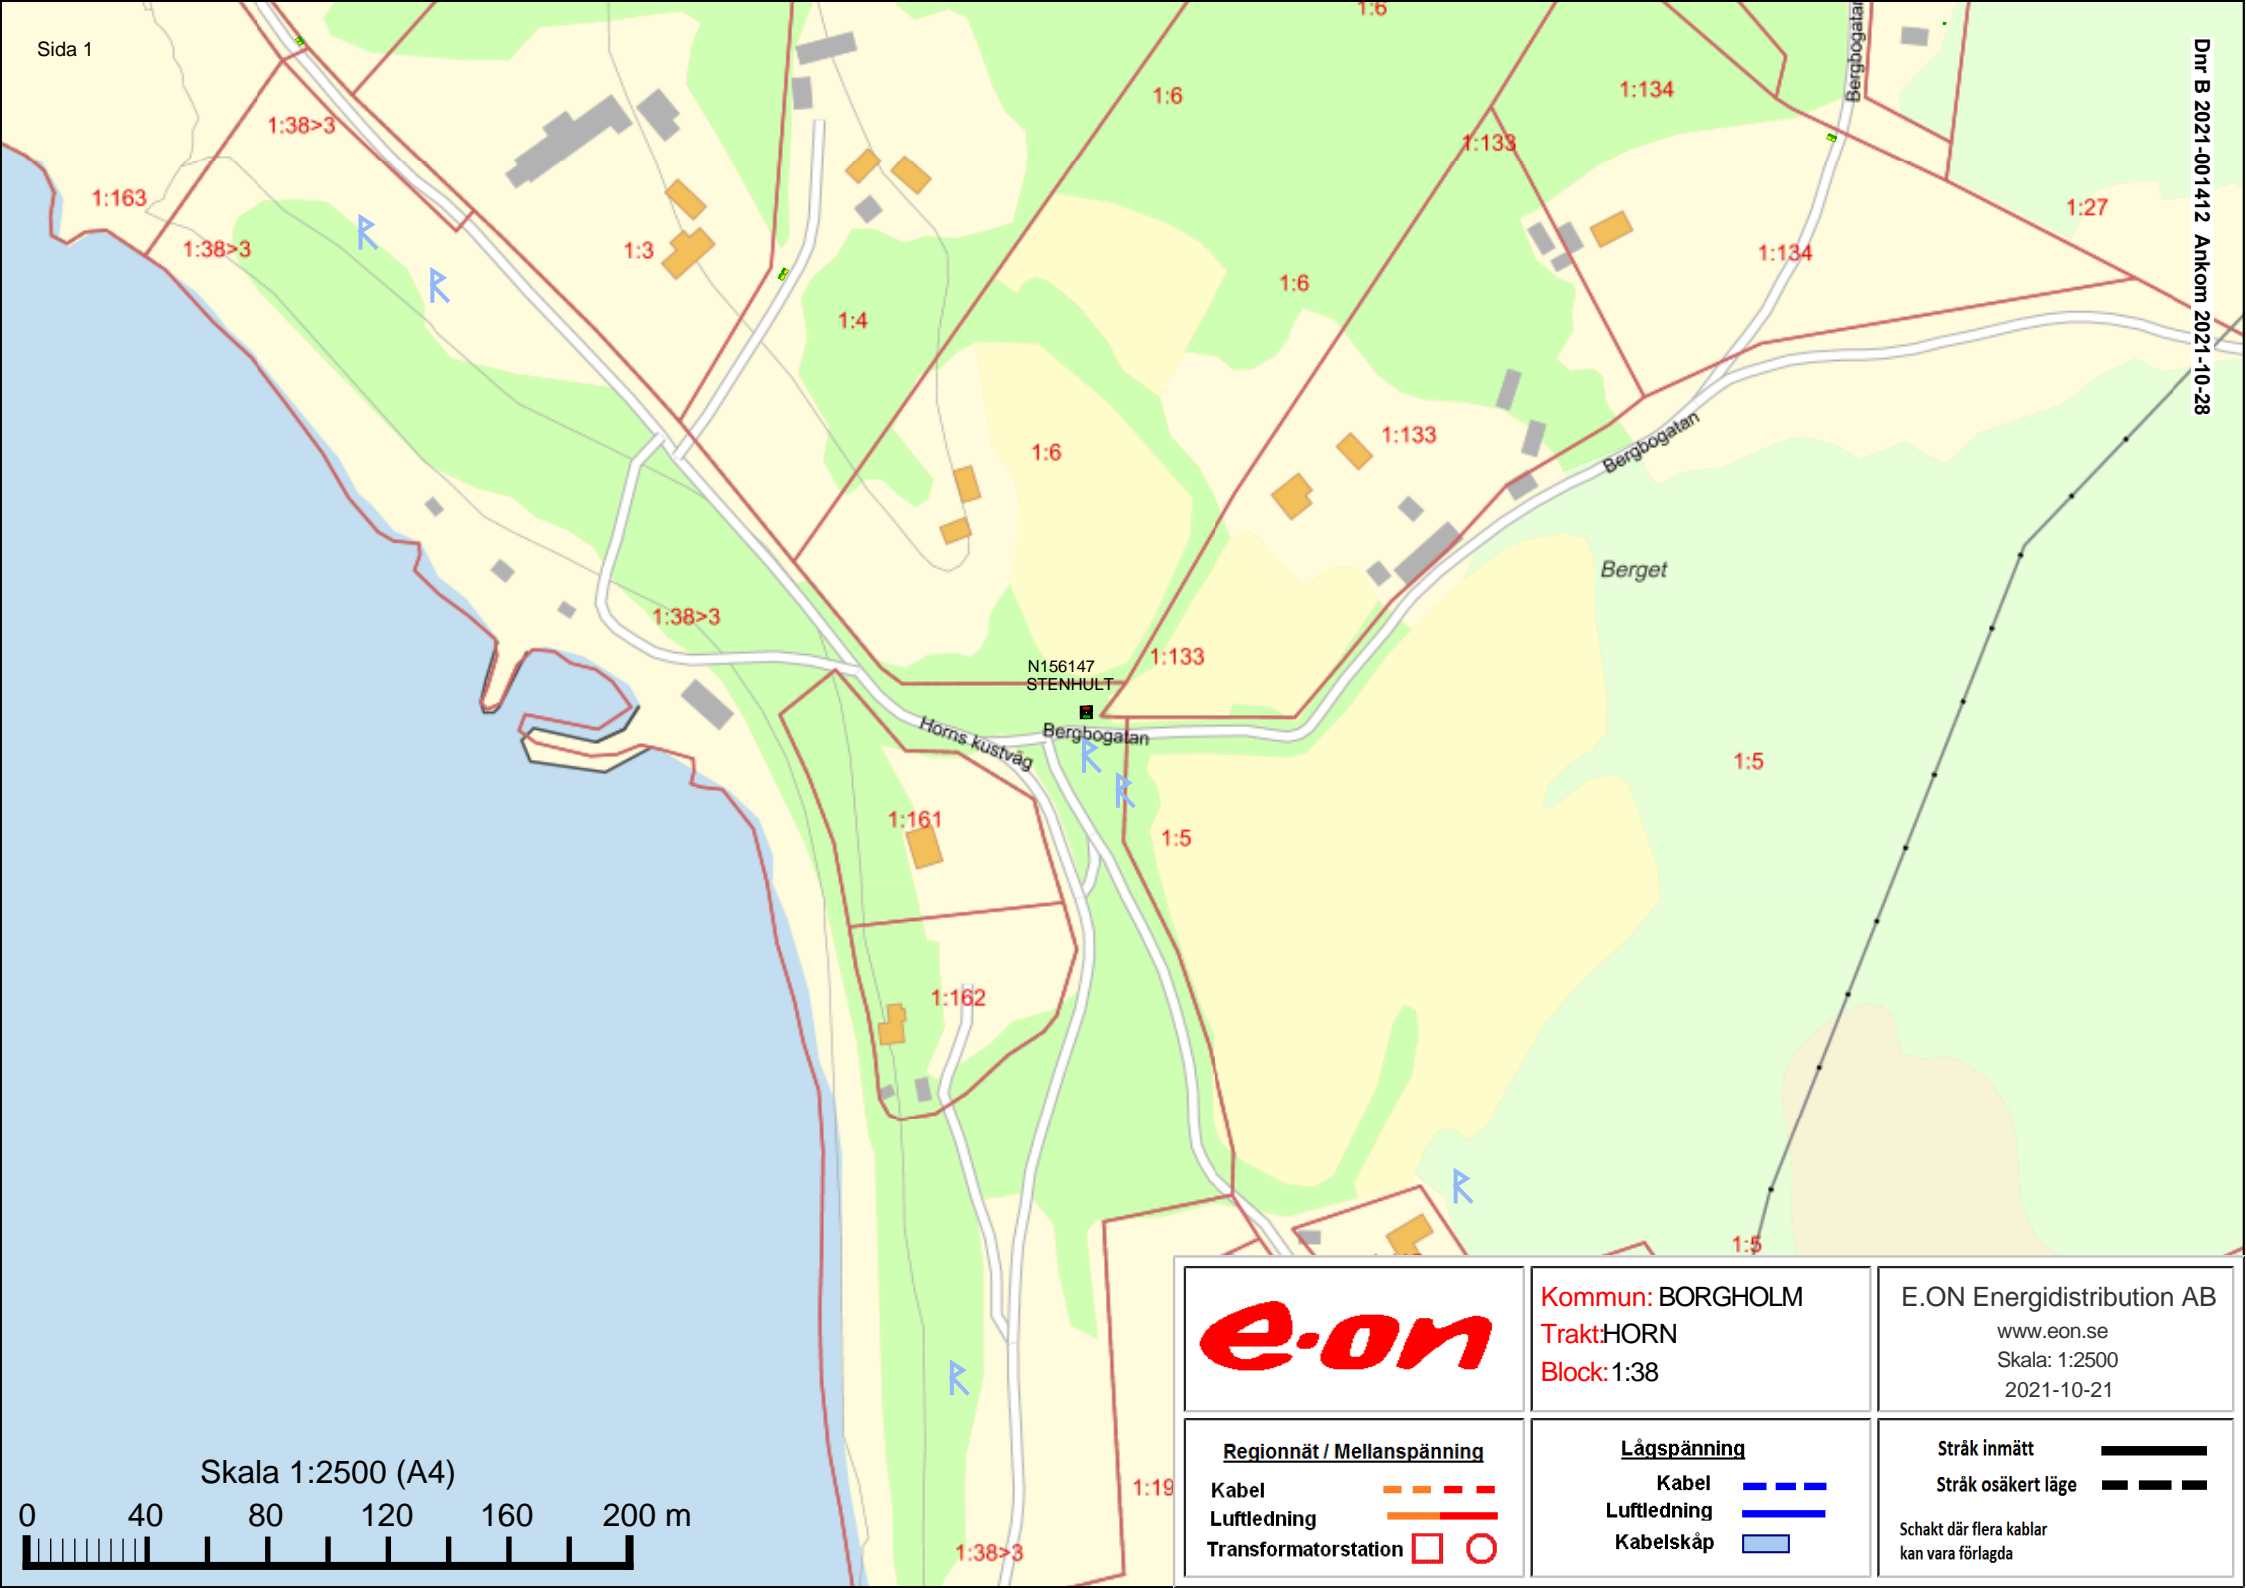 Sida 1
Dnr B 2021-001412 Ankom 2021-10-28
1:6
1:6
1:134
Bergbogatan
1:38>3
1:133
1:163
1:27
1:38>3
1:3
1:134
1:6
1:4
1:133
1:6
Bergbogatan
Berget
1:38>3
1:133
N156147
STENHULT
Horns kustväg
Bergbogatan
1:5
1:161
1:5
1:162
1:5
1:19
1:38>3
Skala 1:2500 (A4)
0 40 80 120 160 200 m
e·on
Kommun: BORGHOLM
Trakt:HORN
Block:1:38
E.ON Energidistribution AB
www.eon.se
Skala: 1:2500
2021-10-21
Regionnät / Mellanspänning
Kabel
Luftledning
Transformatorstation
Lågspänning
Kabel
Luftledning
Kabelskåp
Stråk inmätt
Stråk osäkert läge
Schakt där flera kablar
kan vara förlagda